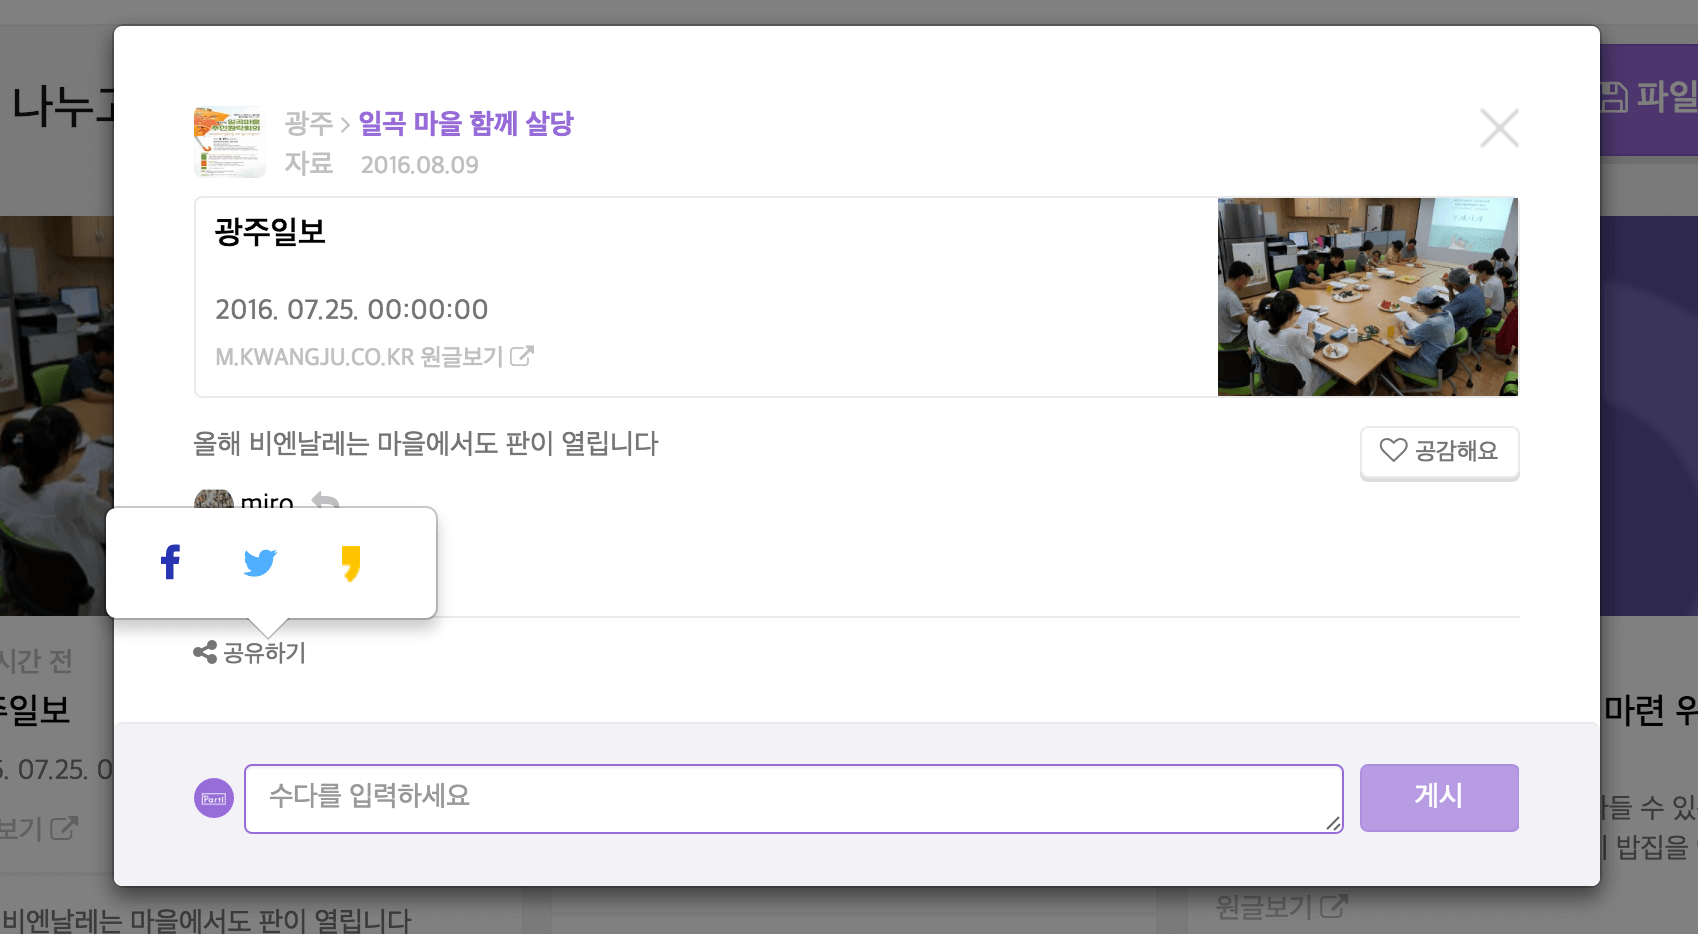 나누고
파일
광주 > 일곡 마을 함께 살당
자료 2016.08.09
광주일보
2016. 07.25. 00:00:00
M.KWANGJU.CO.KR 원글보기
올해 비엔날레는 마을에서도 판이 열립니다
공감해요
miro
공유하기
시간 전
주일보
마련 위
6. 07.25. 0
Parti
수다를 입력하세요
게시
보기
들 수 있
밥집을
원글보기
비엔날레는 마을에서도 판이 열립니다